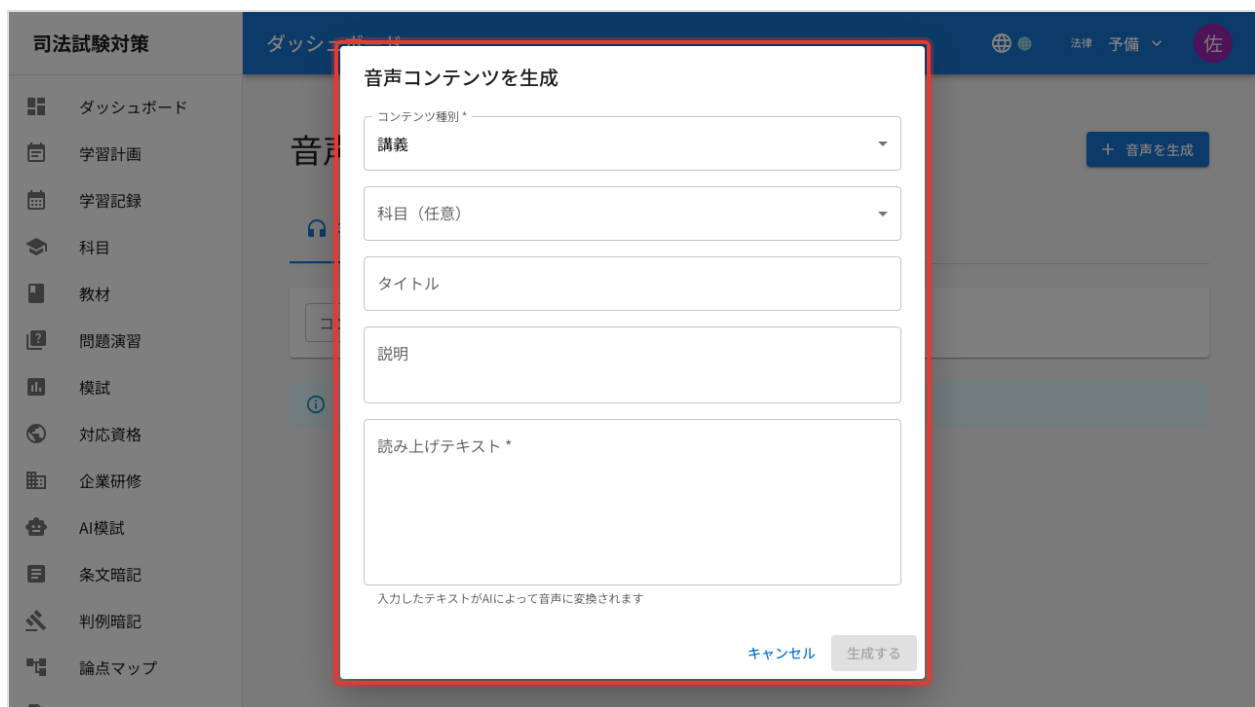 司法試験対策
ダッシュボード
法律 予備
佐
ダッシュボード
学習計画
学習記録
科目
教材
問題演習
模試
対応資格
企業研修
AI模試
条文暗記
判例暗記
論点マップ
音声
+ 音声を生成
コン
音声コンテンツを生成
コンテンツ種別 *
講義
科目（任意）
タイトル
説明
読み上げテキスト *
入力したテキストがAIによって音声に変換されます
キャンセル
生成する